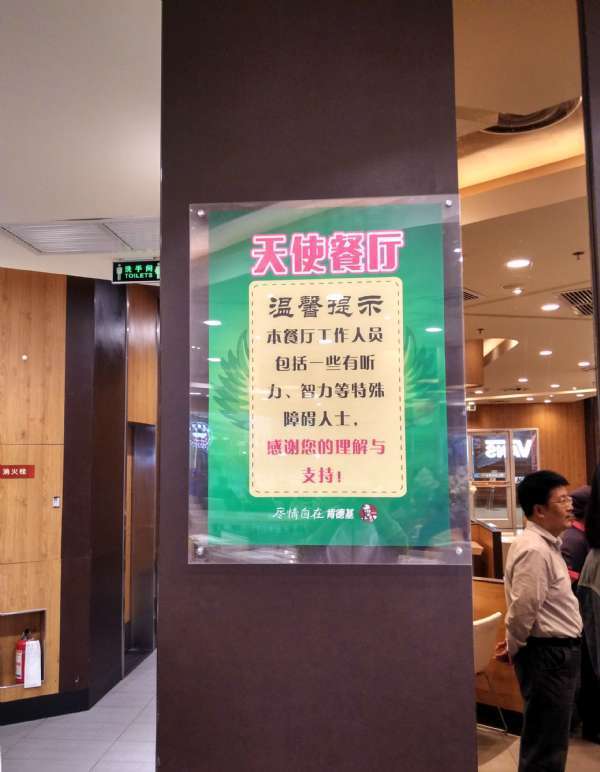 天使餐厅
温馨提示
本餐厅工作人员
包括一些有听
力、智力等特殊
障碍人士，
感谢您的理解与
支持！
尽情自在 肯德基
洗手间
TOILETS
消火栓